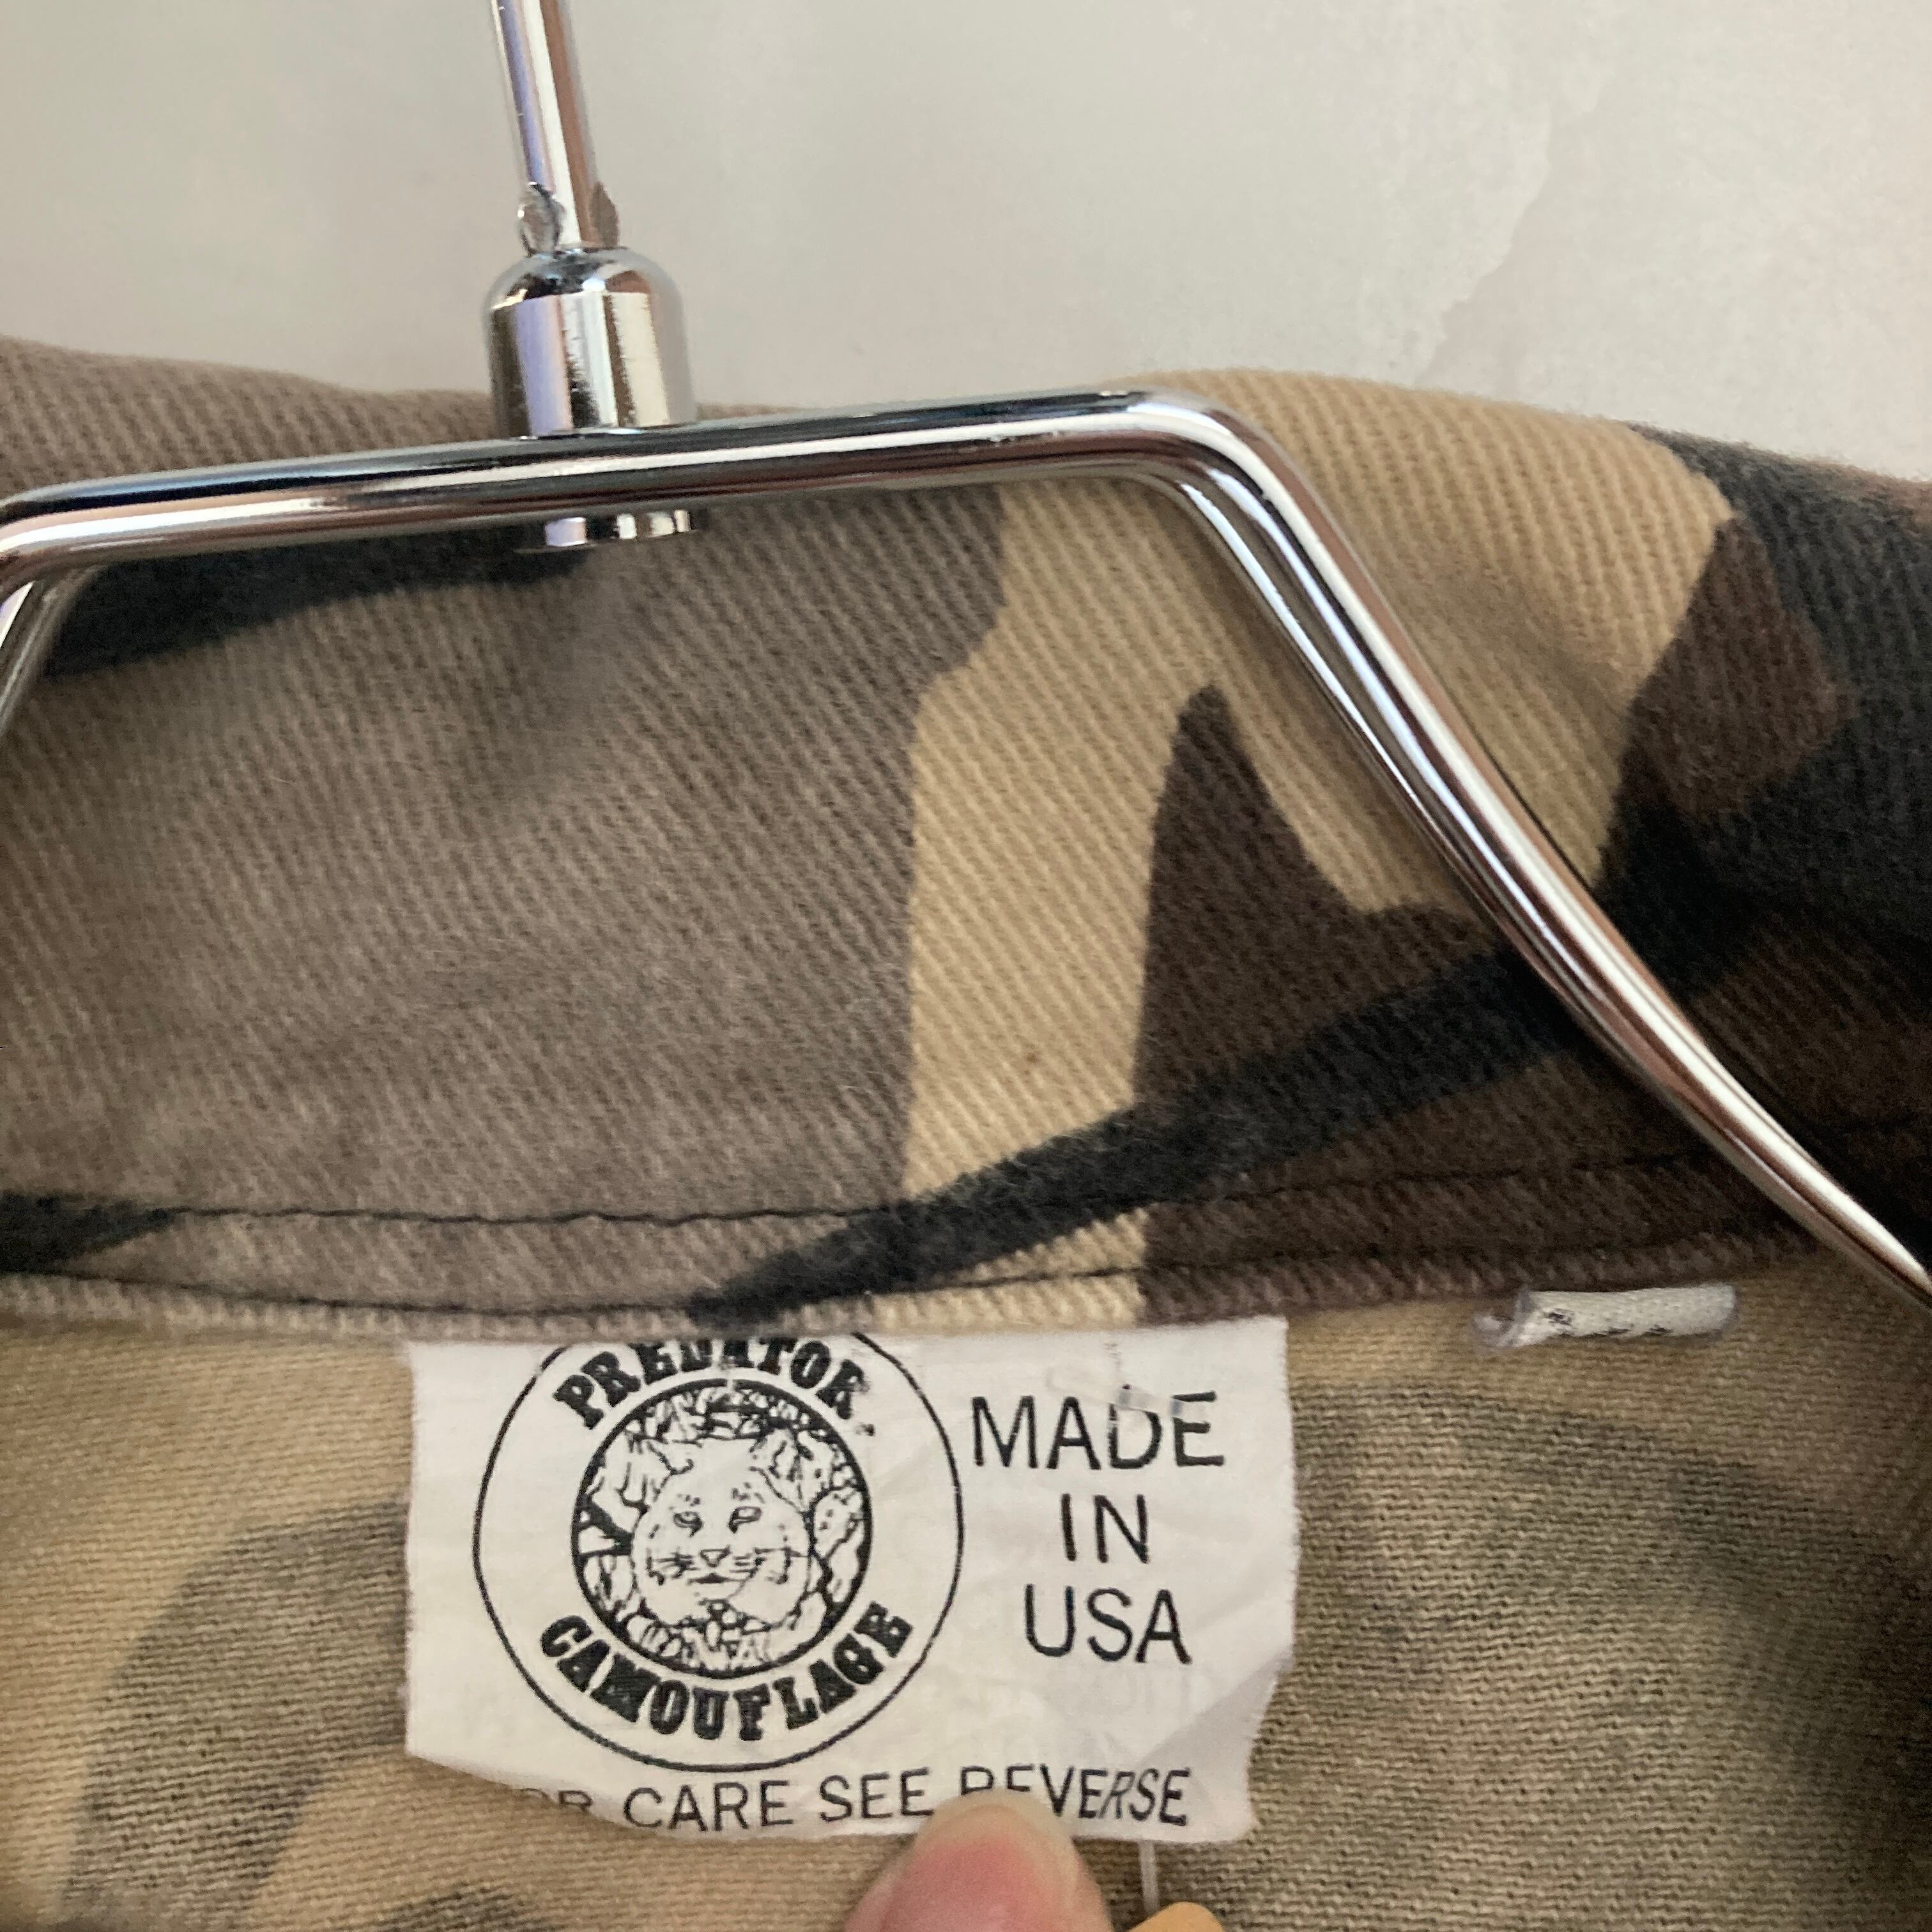 PREDATOR
CAMOUFLAGE
MADE
IN
USA
CARE SEE REVERSE